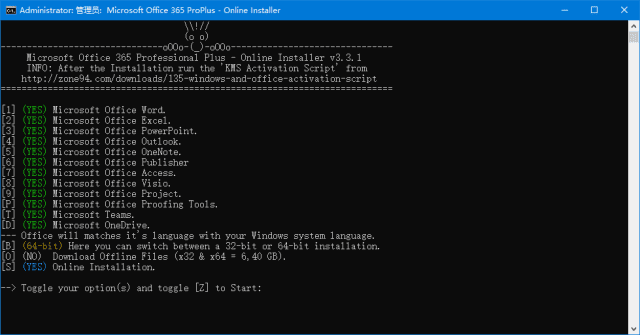 Administrator: 管理员: Microsoft Office 365 ProPlus - Online Installer
\\!//
(o o)
-------------------------------oOOo-(_)-oOOo-------------------------------
Microsoft Office 365 Professional Plus - Online Installer v3.3.1
INFO: After the Installation run the 'KMS Activation Script' from
http://zone94.com/downloads/135-windows-and-office-activation-script
===========================================================================
[1] (YES) Microsoft Office Word.
[2] (YES) Microsoft Office Excel.
[3] (YES) Microsoft Office PowerPoint.
[4] (YES) Microsoft Office Outlook.
[5] (YES) Microsoft Office OneNote.
[6] (YES) Microsoft Office Publisher
[7] (YES) Microsoft Office Access.
[8] (YES) Microsoft Office Visio.
[9] (YES) Microsoft Office Project.
[P] (YES) Microsoft Proofing Tools.
[T] (YES) Microsoft Teams.
[D] (YES) Microsoft OneDrive.
--- Office will matches it's language with your Windows system language.
[B] (64-bit) Here you can switch between a 32-bit or 64-bit installation.
[O] (NO) Download Offline Files (x32 & x64 = 6,40 GB).
[S] (YES) Online Installation.
--> Toggle your option(s) and toggle [Z] to Start: